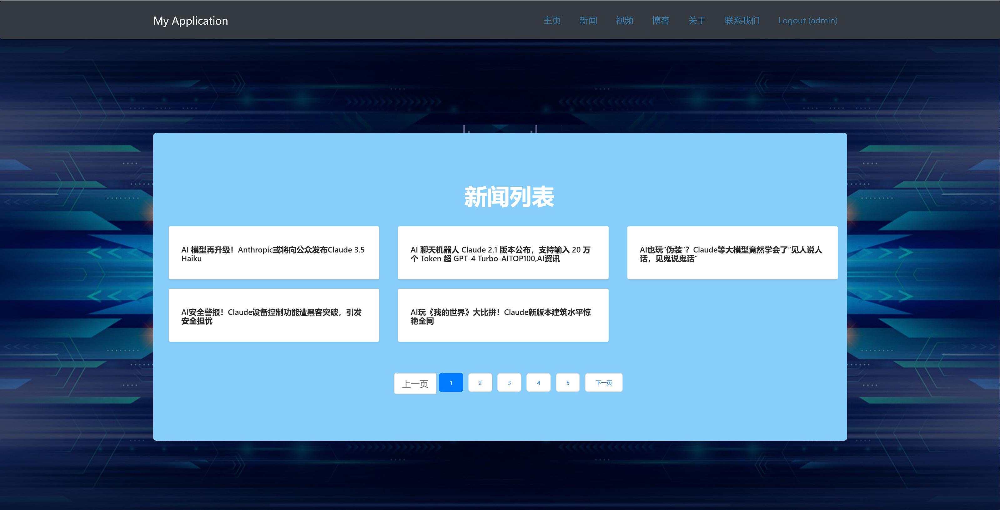 My Application
主页 新闻 视频 博客 关于 联系我们 Logout (admin)
新闻列表
AI 模型再升级！Anthropic或将向公众发布Claude 3.5
Haiku
AI 聊天机器人 Claude 2.1 版本公布，支持输入 20 万
个 Token 超 GPT-4 Turbo-AITOP100,AI资讯
AI也玩“伪装”？Claude等大模型竟然学会了“见人说人
话，见鬼说鬼话”
AI安全警报！Claude设备控制功能遭黑客突破，引发
安全担忧
AI玩《我的世界》大比拼！Claude新版本建筑水平惊
艳全网
上一页 1 2 3 4 5 下一页